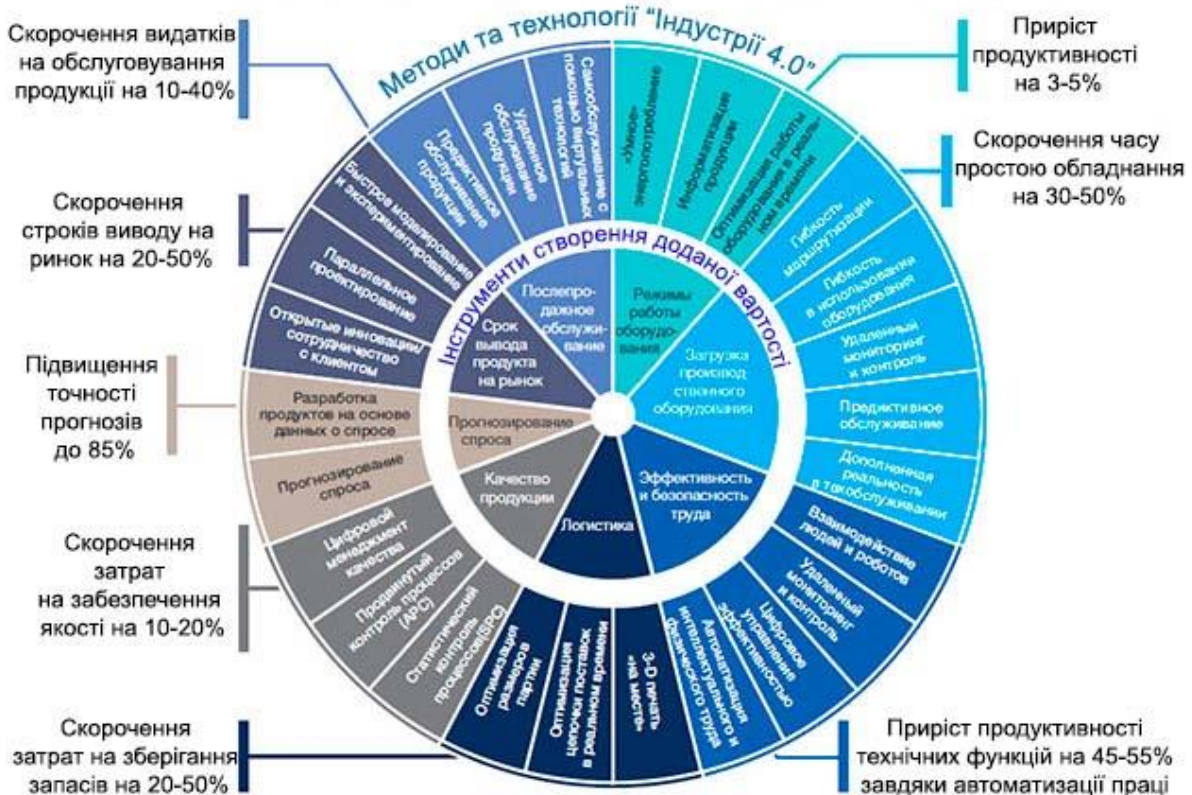 Методи та технології "Індустрії 4.0"
Інструменти створення доданої вартості
Скорочення видатків
на обслуговування
продукції на 10-40%
Скорочення
строків виводу на
ринок на 20-50%
Підвищення
точності
прогнозів
до 85%
Скорочення
затрат
на забезпечення
якості на 10-20%
Скорочення
затрат на зберігання
запасів на 20-50%
Приріст
продуктивності
на 3-5%
Скорочення часу
простою обладнання
на 30-50%
Приріст продуктивності
технічних функцій на 45-55%
завдяки автоматизації праці
«Умное»
энергопотребление
Информатизация
продукции
Оптимизация работы
оборудования в реаль-
ном времени
Гибкость
маршрутизации
Гибкость
в использовании
оборудования
Удаленный
мониторинг
и контроль
Предиктивное
обслуживание
Дополненная
реальность
в техобслуживании
Взаимодействие
людей и роботов
Удаленный
мониторинг
и контроль
Цифровое
управление
эффективностью
Автоматизация
интеллектуального и
физического труда
3-D печать
«на месте»
Оптимизация
цепочки поставок
в реальном времени
Оптимизация
размеров
партии
Статистический
контроль
процессов(SPC)
Продвинутый
контроль процессов
(APC)
Цифровой
менеджмент
качества
Прогнозирование
спроса
Разработка
продуктов на основе
данных о спросе
Открытые инновации/
сотрудничество
с клиентом
Параллельное
проектирование
Быстрое моделирование
и экспериментирование
Предиктивное
обслуживание
продукции
Удаленное
обслуживание
продукции
Самообслуживание с
помощью виртуальных
технологий
Режимы
работы
оборудо-
вания
Загрузка
производ
ственного
оборудования
Эффективность
и безопасность
труда
Логистика
Качество
продукции
Прогнозирование
спроса
Срок
вывода
продукта
на рынок
Послепро-
дажное
обслужи-
вание